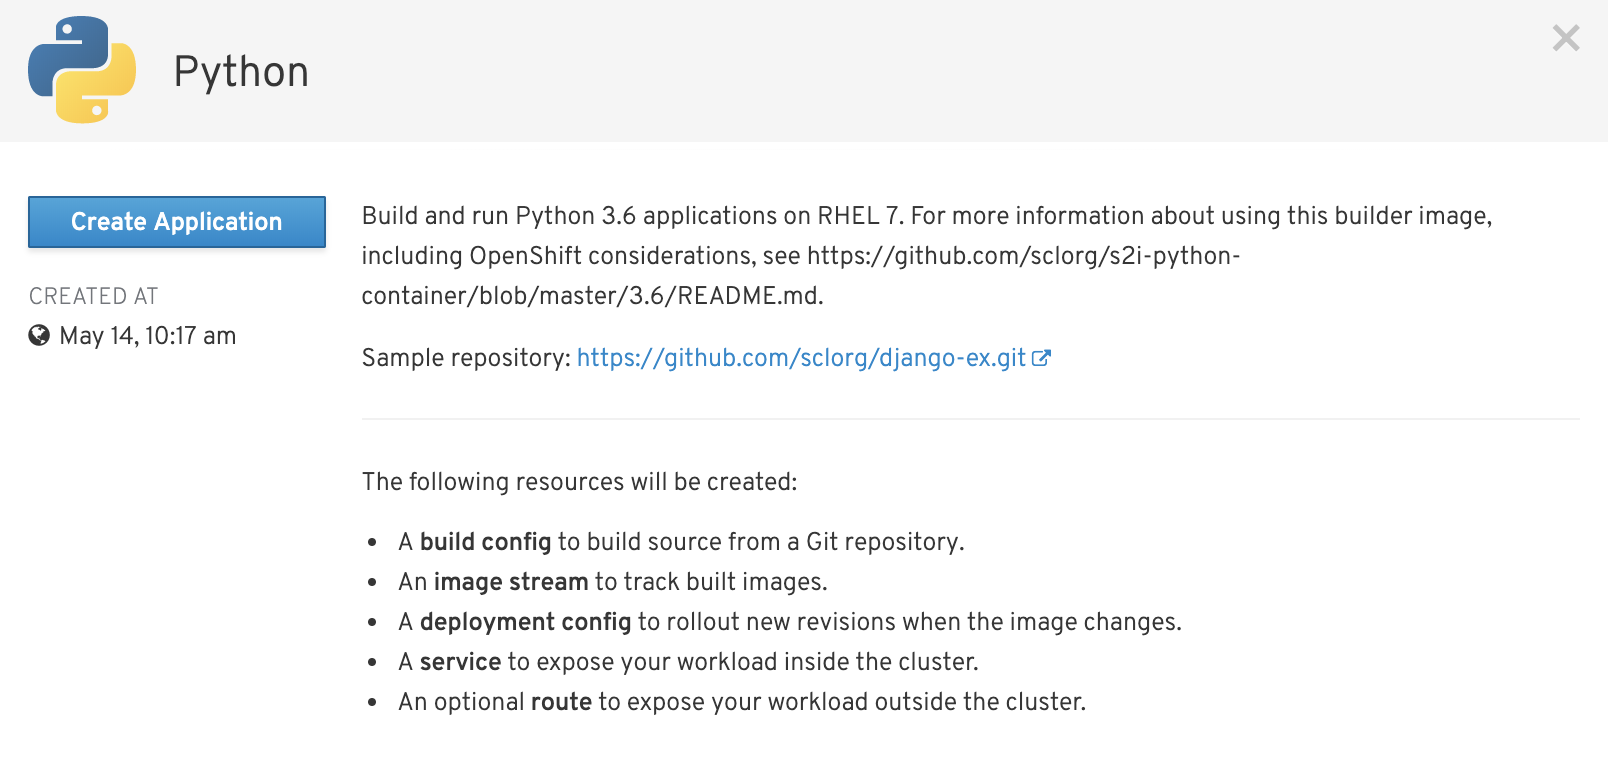 Python
Create Application
CREATED AT
May 14, 10:17 am
Build and run Python 3.6 applications on RHEL 7. For more information about using this builder image,
including OpenShift considerations, see https://github.com/sclorg/s2i-python-
container/blob/master/3.6/README.md.
Sample repository: https://github.com/sclorg/django-ex.git
The following resources will be created:
• A build config to build source from a Git repository.
• An image stream to track built images.
• A deployment config to rollout new revisions when the image changes.
• A service to expose your workload inside the cluster.
• An optional route to expose your workload outside the cluster.